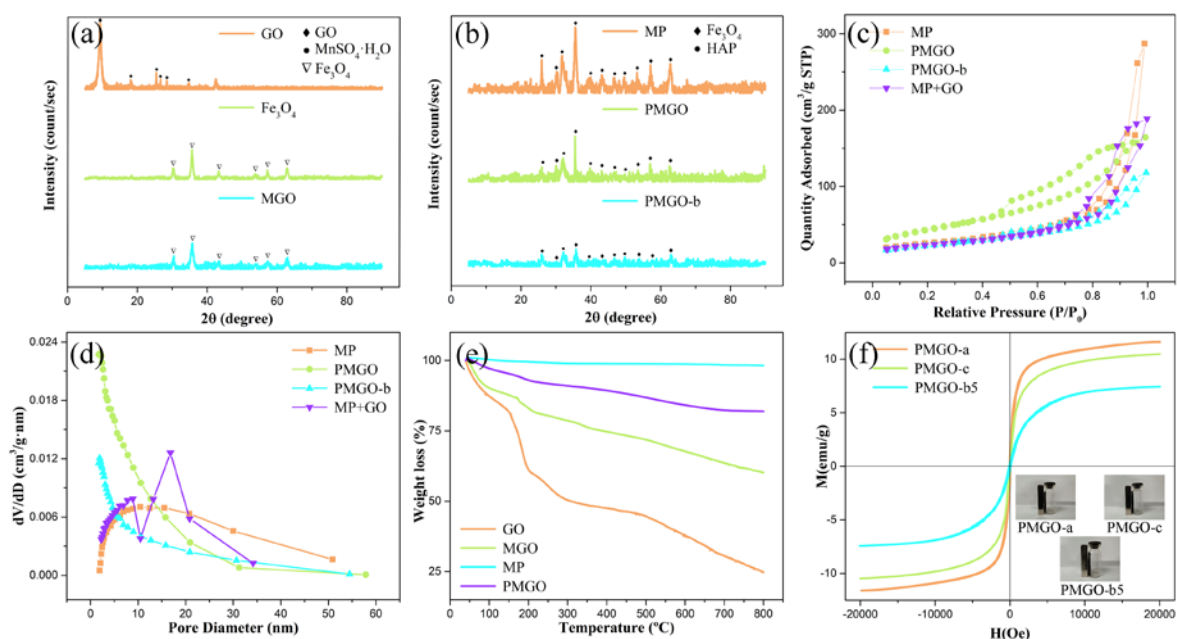 (a)
GO
GO
MnSO₄·H₂O
Fe₃O₄
Fe₃O₄
MGO
Intensity (count/sec)
0 20 40 60 80
2θ (degree)
(b)
MP
Fe₃O₄
HAP
PMGO
PMGO-b
Intensity (count/sec)
0 20 40 60 80
2θ (degree)
(c)
MP
PMGO
PMGO-b
MP+GO
Quantity Adsorbed (cm³/g STP)
300
200
100
0
0.0 0.2 0.4 0.6 0.8 1.0
Relative Pressure (P/P₀)
(d)
MP
PMGO
PMGO-b
MP+GO
dV/dD (cm³/g·nm)
0.024
0.018
0.012
0.006
0.000
0 10 20 30 40 50 60
Pore Diameter (nm)
(e)
GO
MGO
MP
PMGO
Weight loss (%)
100
75
50
25
0 100 200 300 400 500 600 700 800
Temperature (ºC)
(f)
PMGO-a
PMGO-c
PMGO-b5
M(emu/g)
10
5
0
-5
-10
PMGO-a
PMGO-c
PMGO-b5
-20000 -10000 0 10000 20000
H(Oe)